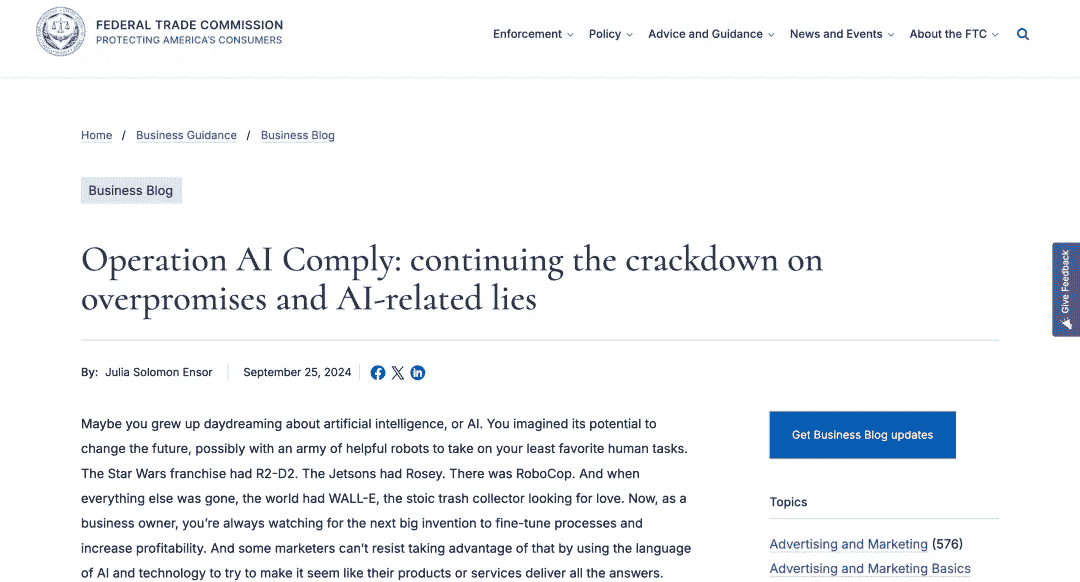 FEDERAL TRADE COMMISSION
PROTECTING AMERICA'S CONSUMERS
Enforcement Policy Advice and Guidance News and Events About the FTC
Home / Business Guidance / Business Blog
Business Blog
Operation AI Comply: continuing the crackdown on
overpromises and AI-related lies
Give Feedback
By: Julia Solomon Ensor September 25, 2024
Maybe you grew up daydreaming about artificial intelligence, or AI. You imagined its potential to
change the future, possibly with an army of helpful robots to take on your least favorite human tasks.
The Star Wars franchise had R2-D2. The Jetsons had Rosey. There was RoboCop. And when
everything else was gone, the world had WALL-E, the stoic trash collector looking for love. Now, as a
business owner, you're always watching for the next big invention to fine-tune processes and
increase profitability. And some marketers can't resist taking advantage of that by using the language
of AI and technology to try to make it seem like their products or services deliver all the answers.
Get Business Blog updates
Topics
Advertising and Marketing (576)
Advertising and Marketing Basics